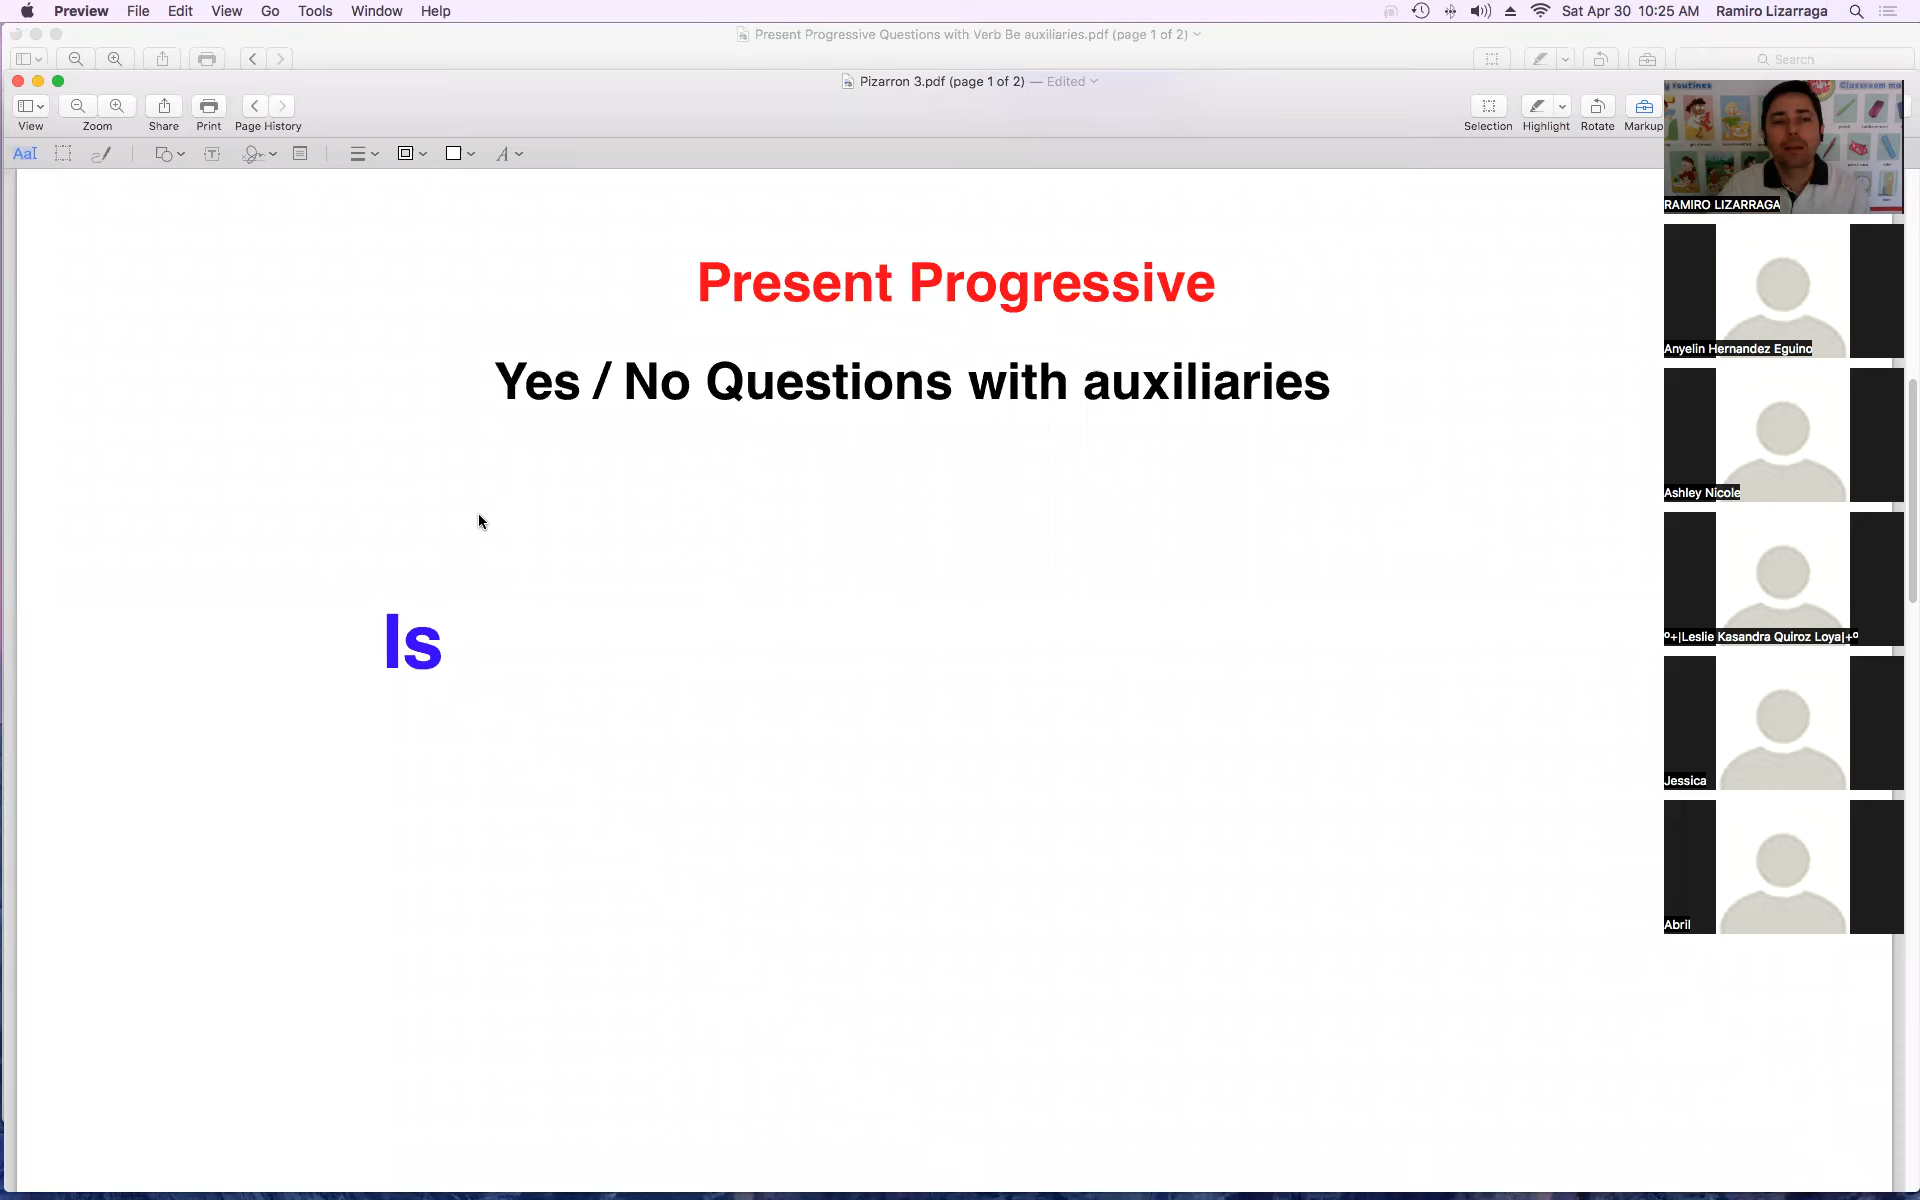 Preview File Edit View Go Tools Window Help Sat Apr 30 10:25 AM Ramiro Lizarraga
Present Progressive Questions with Verb Be auxiliaries.pdf (page 1 of 2)
Search
Pizarron 3.pdf (page 1 of 2) — Edited
View Zoom Share Print Page History Selection Highlight Rotate Markup
AaI T A
Present Progressive
Yes / No Questions with auxiliaries
Is
RAMIRO LIZARRAGA
Anyelin Hernandez Eguino
Ashley Nicole
º+|Leslie Kasandra Quiroz Loya|+º
Jessica
Abril